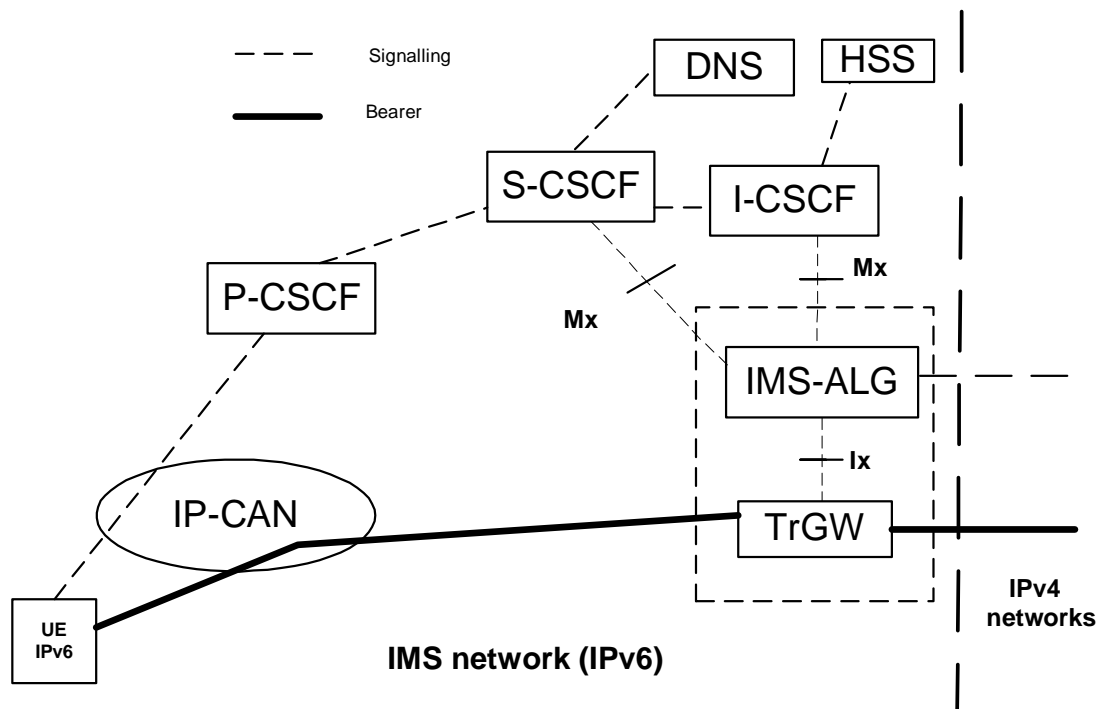 Signalling
Bearer
DNS
HSS
S-CSCF
I-CSCF
Mx
P-CSCF
Mx
IMS-ALG
Ix
IP-CAN
TrGW
UE
IPv6
IPv4
networks
IMS network (IPv6)